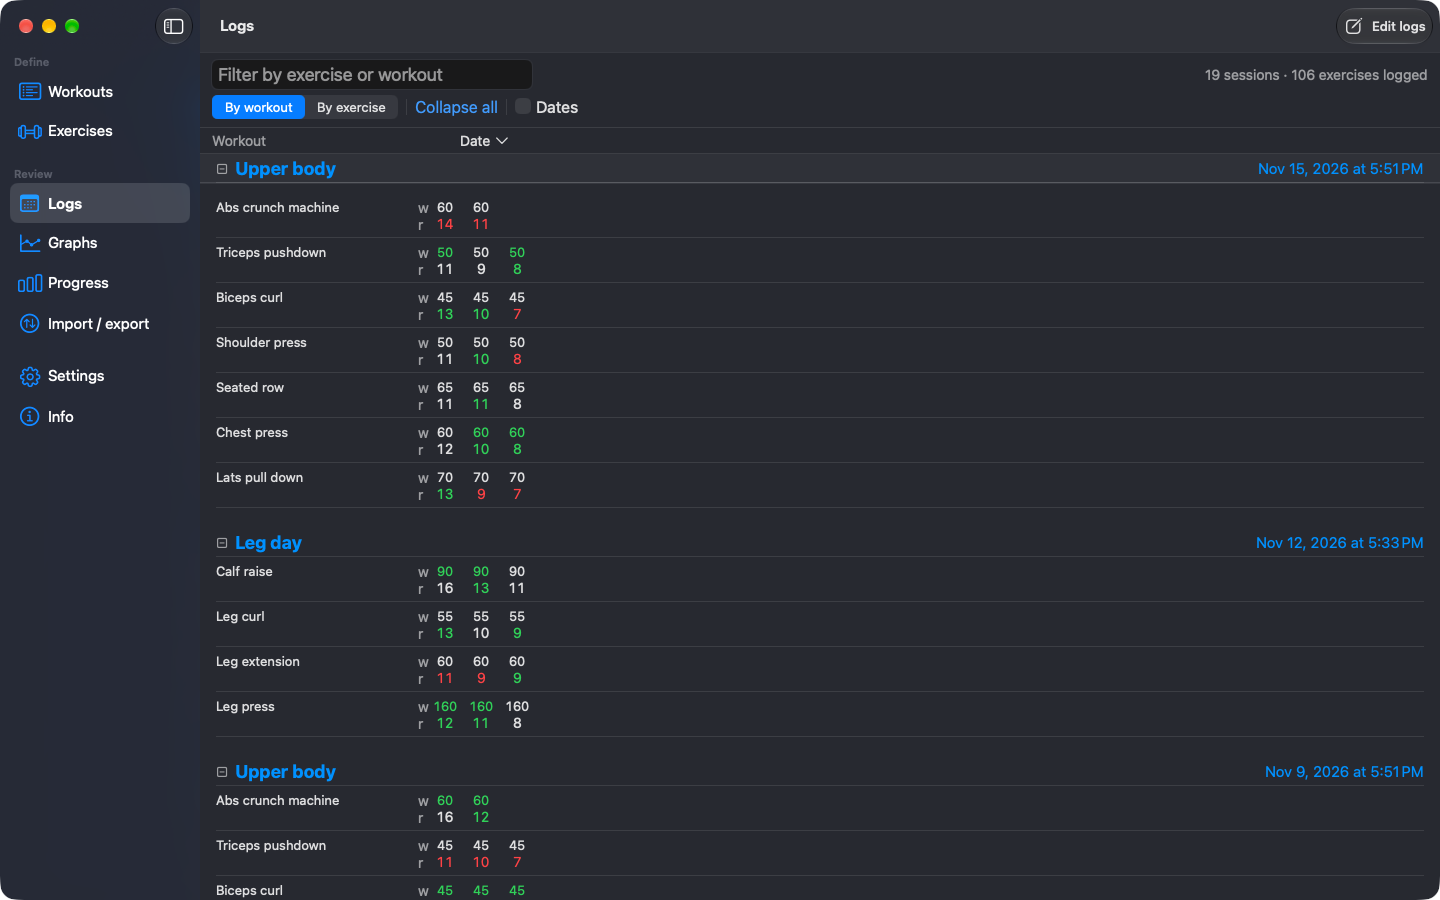 Logs
Edit logs
Define
Workouts
Exercises
Review
Logs
Graphs
Progress
Import / export
Settings
Info
Filter by exercise or workout
19 sessions · 106 exercises logged
By workout By exercise Collapse all Dates
Workout Date
Upper body Nov 15, 2026 at 5:51 PM
Abs crunch machine w 60 60
r 14 11
Triceps pushdown w 50 50 50
r 11 9 8
Biceps curl w 45 45 45
r 13 10 7
Shoulder press w 50 50 50
r 11 10 8
Seated row w 65 65 65
r 11 11 8
Chest press w 60 60 60
r 12 10 8
Lats pull down w 70 70 70
r 13 9 7
Leg day Nov 12, 2026 at 5:33 PM
Calf raise w 90 90 90
r 16 13 11
Leg curl w 55 55 55
r 13 10 9
Leg extension w 60 60 60
r 11 9 9
Leg press w 160 160 160
r 12 11 8
Upper body Nov 9, 2026 at 5:51 PM
Abs crunch machine w 60 60
r 16 12
Triceps pushdown w 45 45 45
r 11 10 7
Biceps curl w 45 45 45